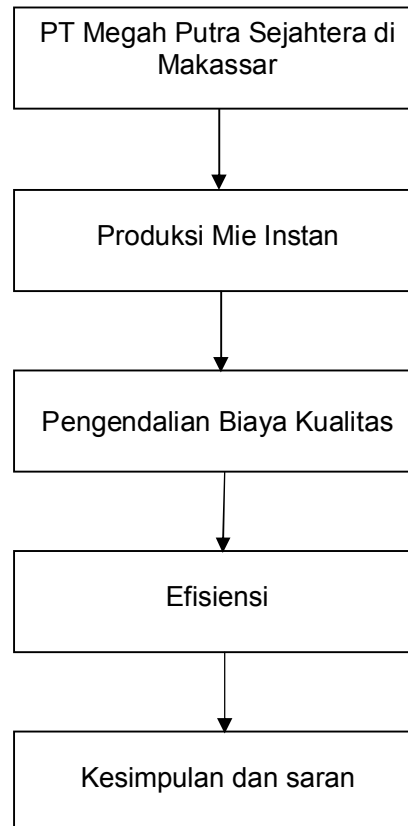 PT Megah Putra Sejahtera di
Makassar
Produksi Mie Instan
Pengendalian Biaya Kualitas
Efisiensi
Kesimpulan dan saran